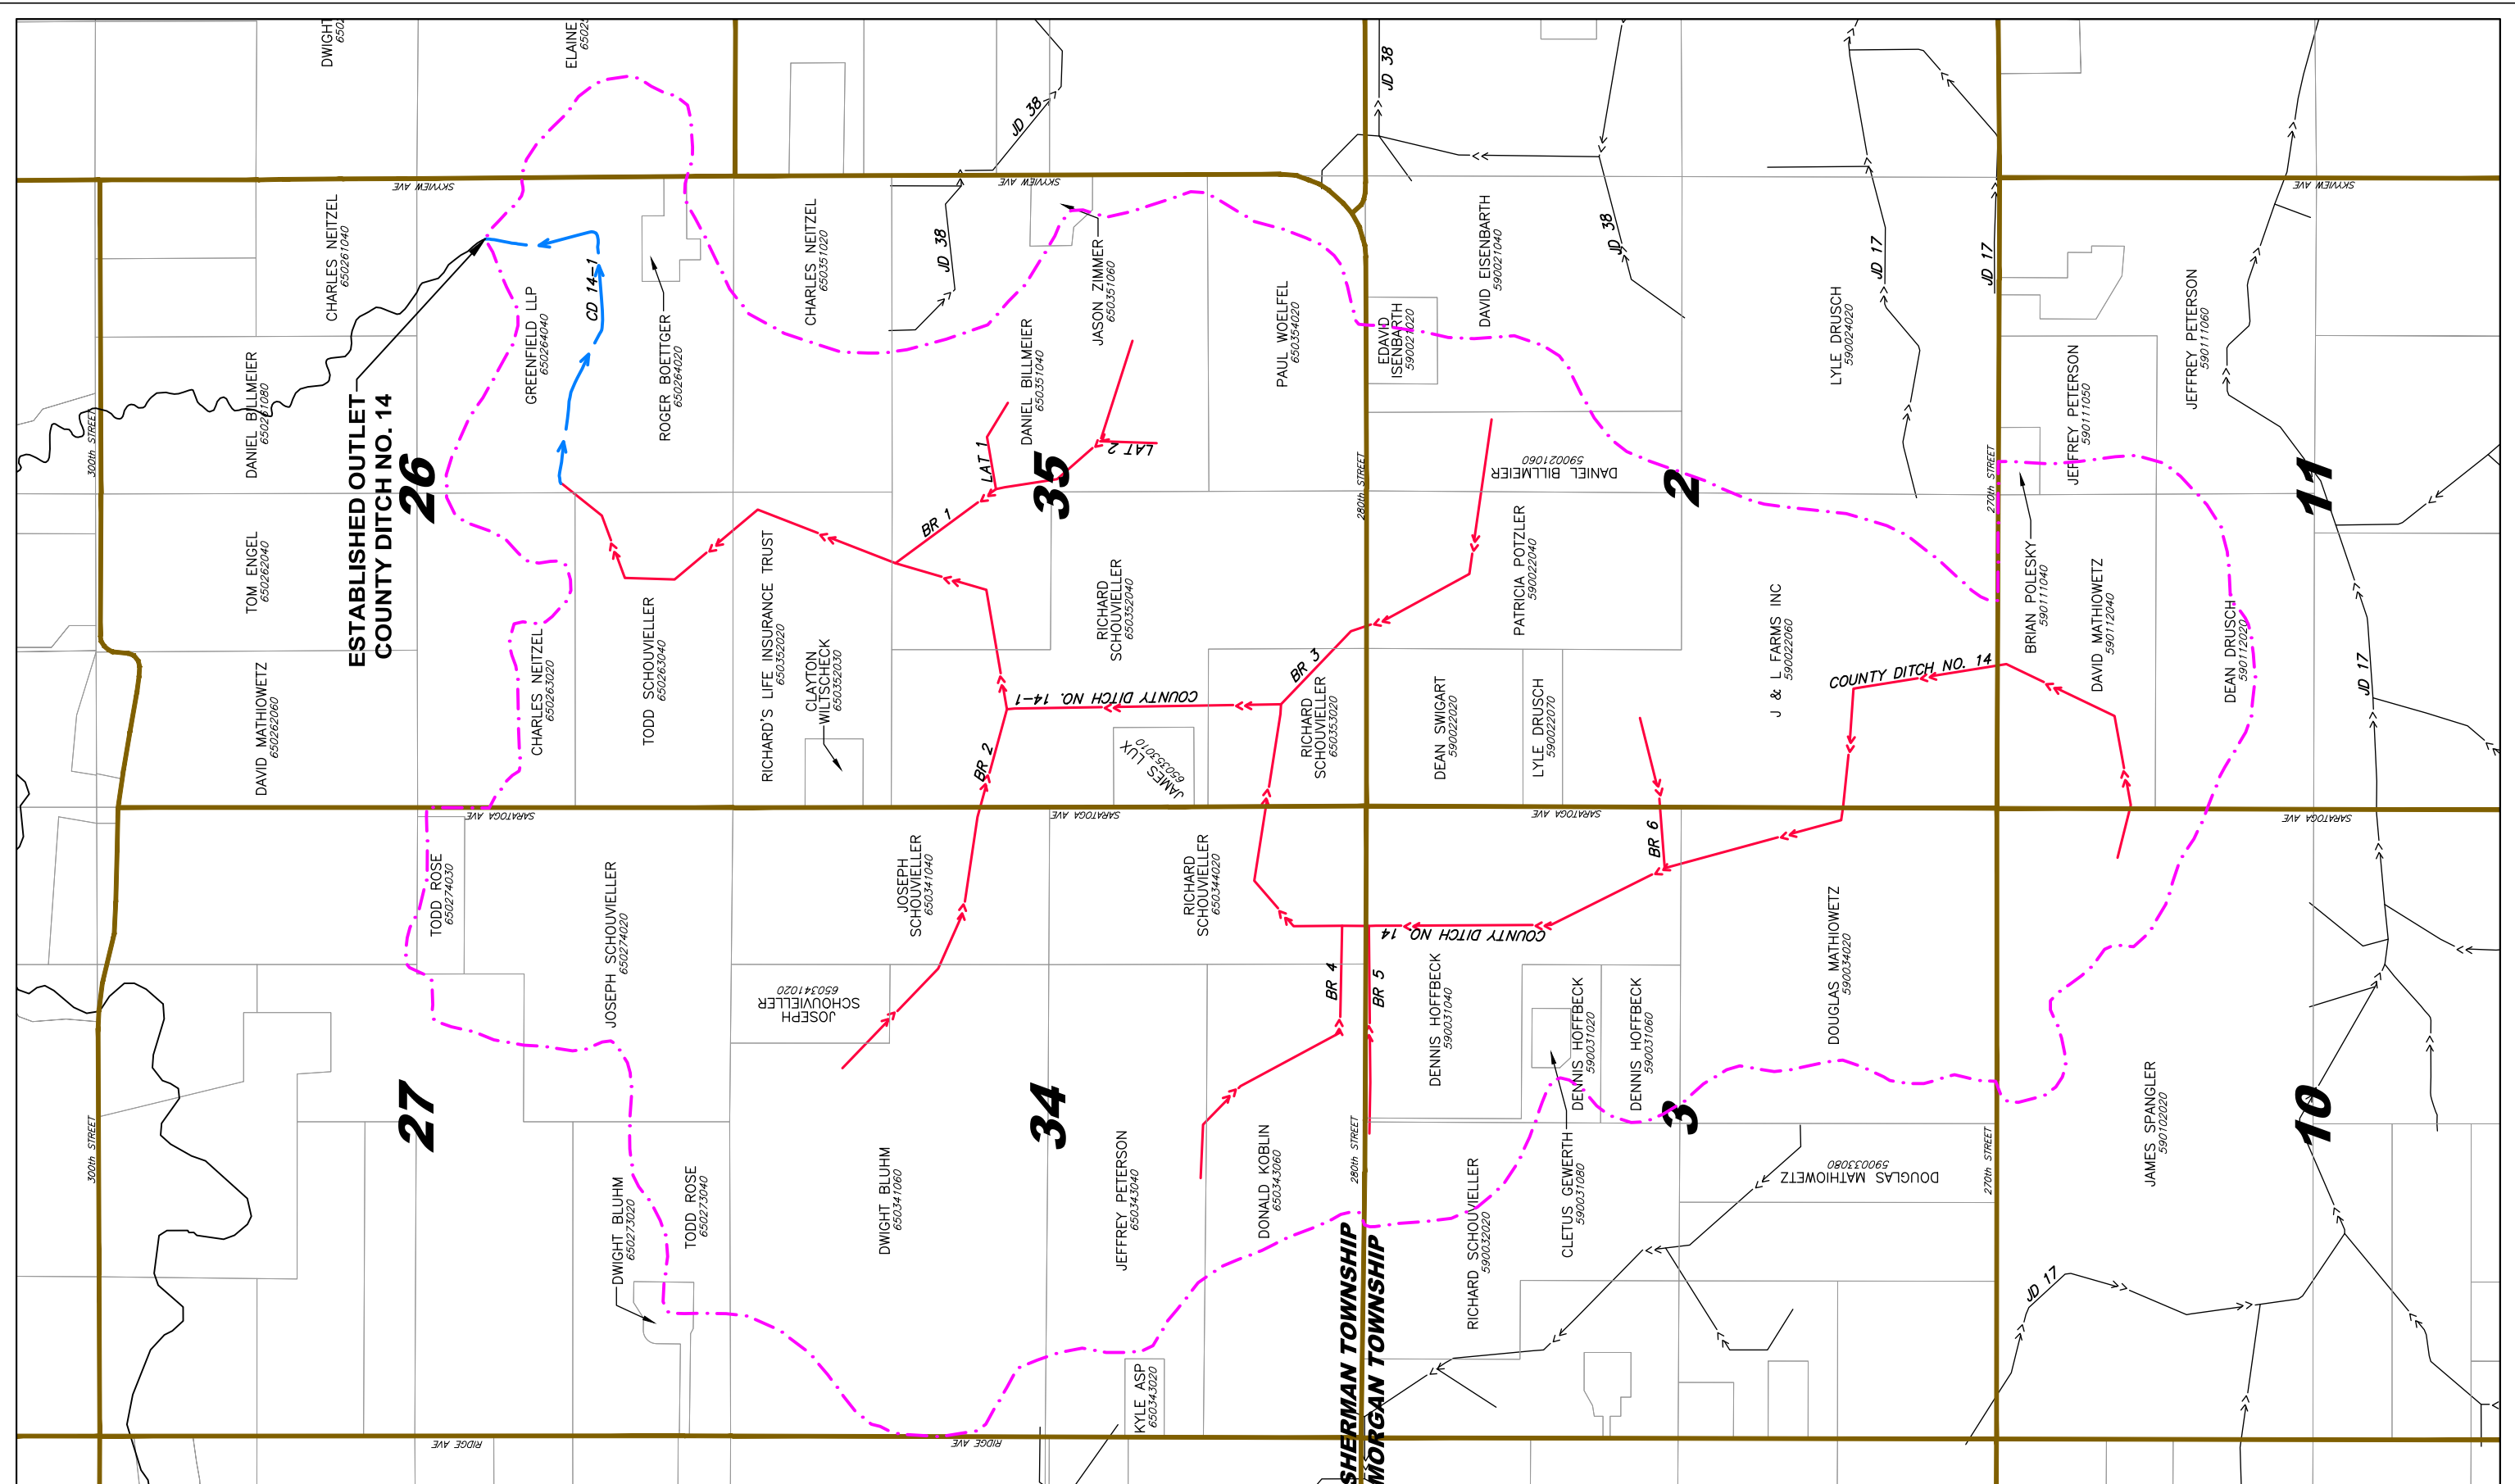 DWIGHT
ELAINE
CHARLES NEITZEL
650261040
SKYVIEW AVE
DANIEL BILLMEIER
650261080
300th STREET
ESTABLISHED OUTLET
COUNTY DITCH NO. 14
26
GREENFIELD LLP
650264040
CD 14-1
ROGER BOETTGER
650264020
CHARLES NEITZEL
650351020
JD 38
JD 38
SKYVIEW AVE
JASON ZIMMER
650351060
DANIEL BILLMEIER
650351040
LAT 1
LAT 2
35
BR 1
PAUL WOELFEL
650354020
JD 38
EDAVID
ISENBARTH
590021020
DAVID EISENBARTH
590021040
JD 38
DANIEL BILLMEIER
590021060
280th STREET
2
LYLE DRUSCH
590024020
JD 17
JD 17
270th STREET
SKYVIEW AVE
JEFFREY PETERSON
590111060
JEFFREY PETERSON
590111050
11
TOM ENGEL
650262040
DAVID MATHIOWETZ
650262060
CHARLES NEITZEL
650263020
TODD SCHOUVIELLER
650263040
RICHARD'S LIFE INSURANCE TRUST
650352020
CLAYTON
WILTSCHECK
650352030
RICHARD
SCHOUVIELLER
650352040
COUNTY DITCH NO. 14-1
BR 2
BR 3
JAMES LUX
650353010
RICHARD
SCHOUVIELLER
650353020
PATRICIA POTZLER
590022040
DEAN SWIGART
590022020
LYLE DRUSCH
590022070
J & L FARMS INC
590022060
COUNTY DITCH NO. 14
BRIAN POLESKY
590111040
DAVID MATHIOWETZ
590112040
DEAN DRUSCH
590112020
JD 17
SARATOGA AVE
SARATOGA AVE
SARATOGA AVE
SARATOGA AVE
TODD ROSE
650274030
JOSEPH SCHOUVIELLER
650274020
JOSEPH
SCHOUVIELLER
650341040
JOSEPH
SCHOUVIELLER
650341020
RICHARD
SCHOUVIELLER
650344020
BR 4
BR 5
BR 6
COUNTY DITCH NO. 14
DENNIS HOFFBECK
590031040
DENNIS HOFFBECK
590031020
DENNIS HOFFBECK
590031060
DOUGLAS MATHIOWETZ
590034020
300th STREET
27
DWIGHT BLUHM
650273020
TODD ROSE
650273040
DWIGHT BLUHM
650341060
34
JEFFREY PETERSON
650343040
DONALD KOBLIN
650343060
280th STREET
KYLE ASP
650343020
SHERMAN TOWNSHIP
MORGAN TOWNSHIP
RICHARD SCHOUVIELLER
590032020
CLETUS GEWERTH
590031080
3
DOUGLAS MATHIOWETZ
590033080
270th STREET
JAMES SPANGLER
590102020
10
JD 17
RIDGE AVE
RIDGE AVE